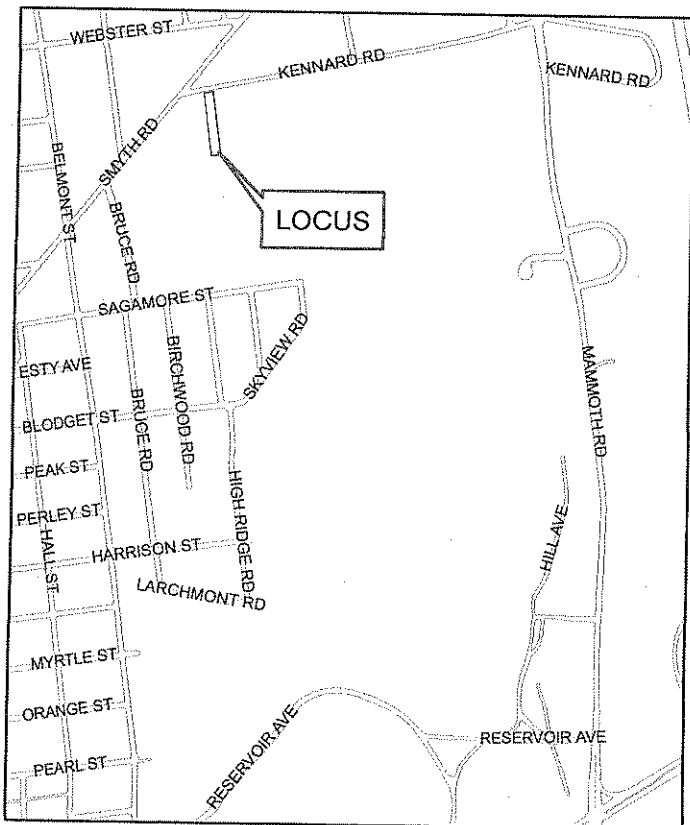 WEBSTER ST
KENNARD RD
KENNARD RD
SMYTH RD
BELMONT ST
LOCUS
BRUCE RD
SAGAMORE ST
ESTY AVE
BIRCHWOOD RD
SKYVIEW RD
MAMMOTH RD
BLODGET ST
BRUCE RD
PEAK ST
HIGH RIDGE RD
PERLEY ST
HALL ST
HARRISON ST
HILL AVE
LARCHMONT RD
MYRTLE ST
ORANGE ST
RESERVOIR AVE
RESERVOIR AVE
PEARL ST